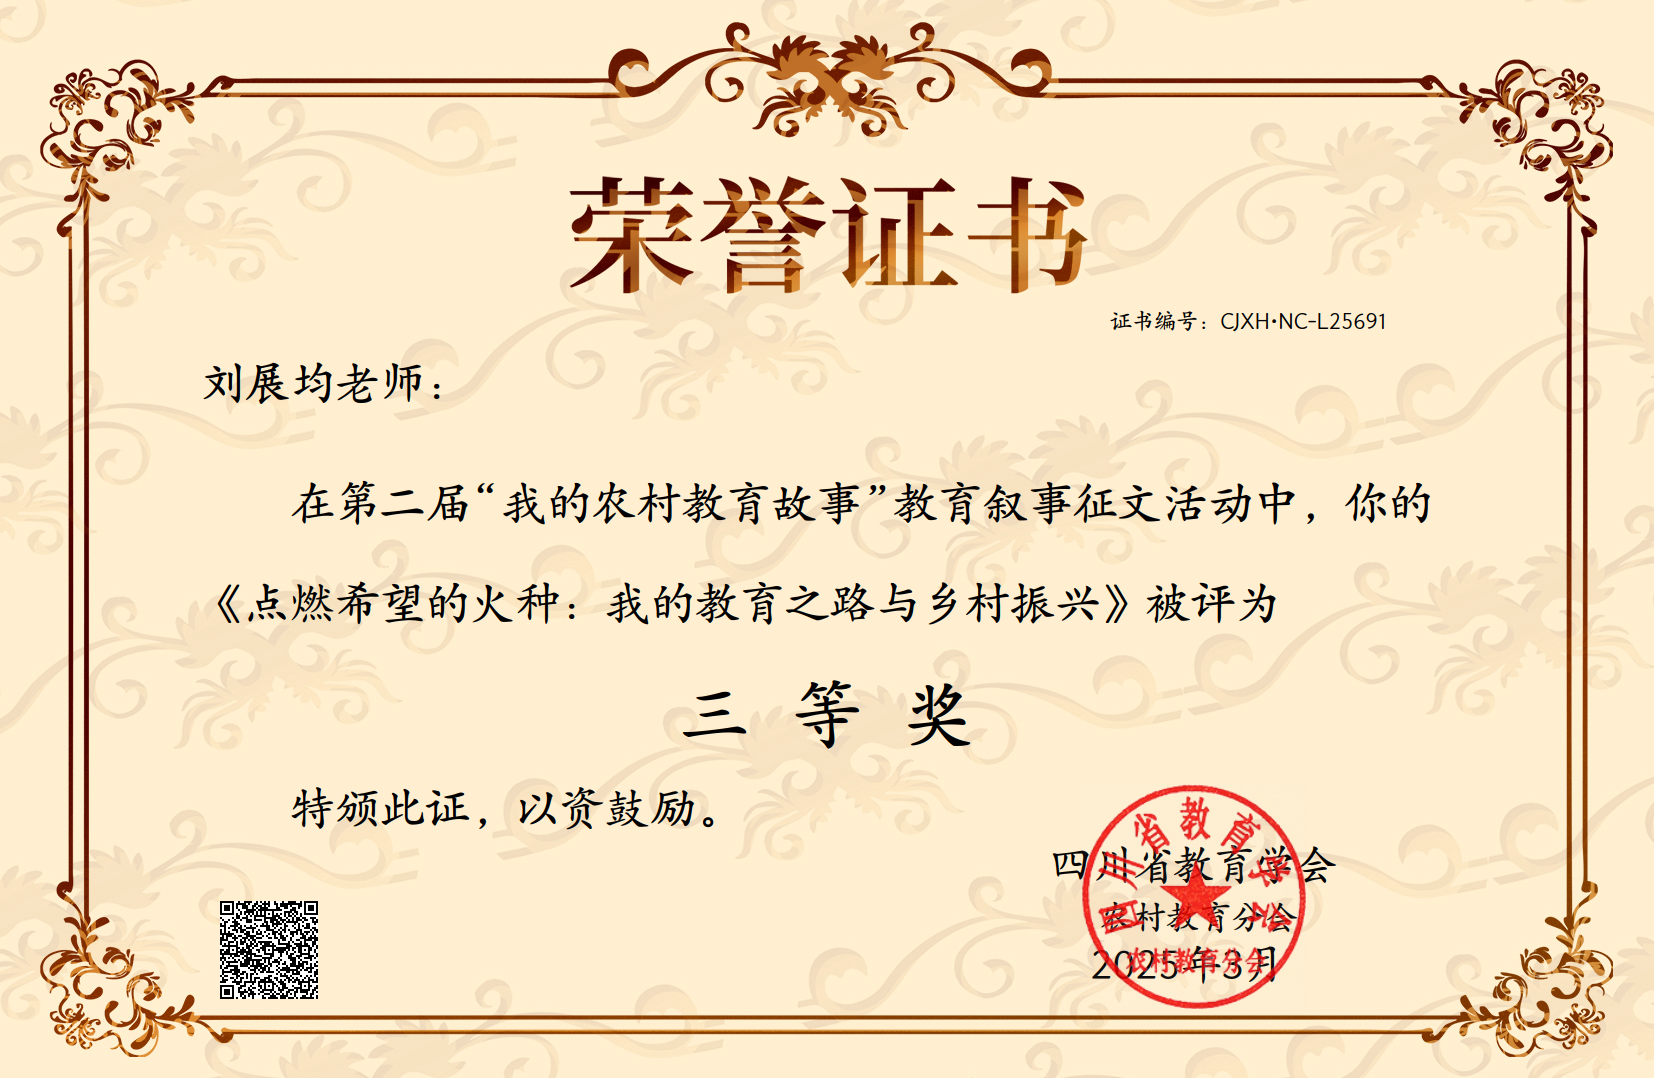 荣誉证书
证书编号：CJXH·NC-L25691
刘展均老师：
在第二届“我的农村教育故事”教育叙事征文活动中，你的
《点燃希望的火种：我的教育之路与乡村振兴》被评为
三等奖
特颁此证，以资鼓励。
四川省教育学会
农村教育分会
2025年3月
四川省教育学会
农村教育分会